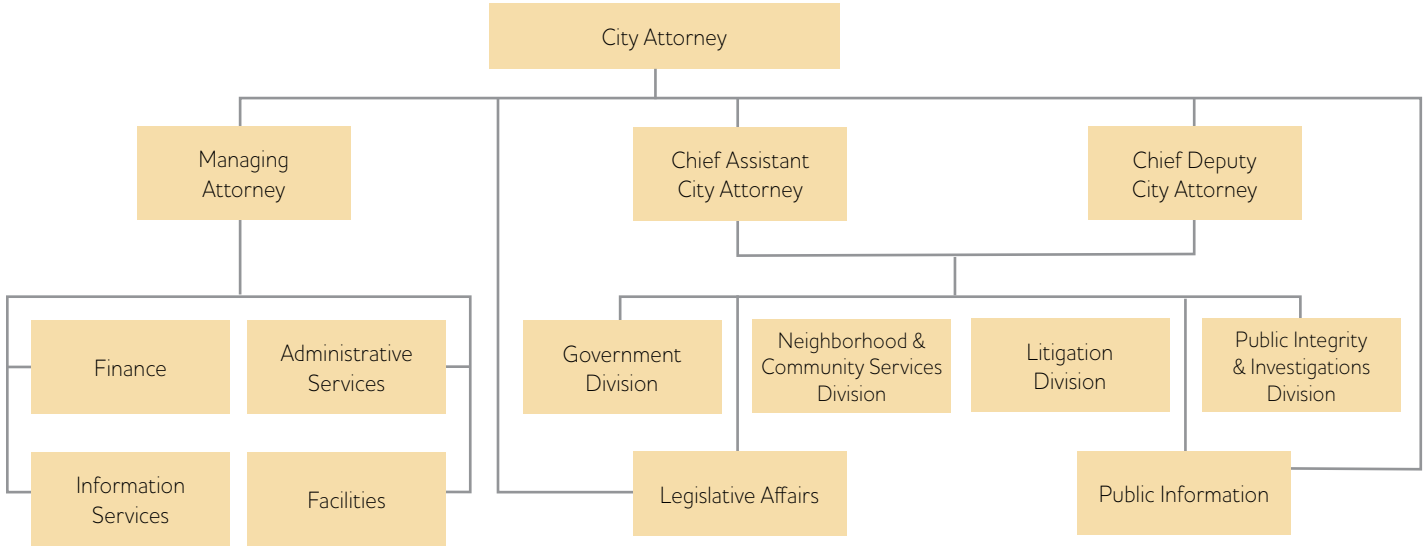 City Attorney
Managing
Attorney
Chief Assistant
City Attorney
Chief Deputy
City Attorney
Finance
Administrative
Services
Government
Division
Neighborhood &
Community Services
Division
Litigation
Division
Public Integrity
& Investigations
Division
Information
Services
Facilities
Legislative Affairs
Public Information